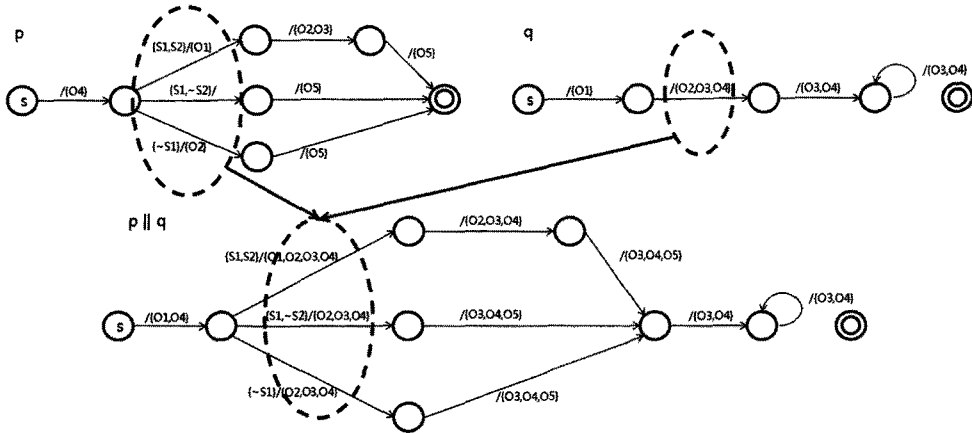 p
{S1,S2}/{O1}
/{O2,O3}
/{O5}
s
/{O4}
{S1,~S2}/
/{O5}
{~S1}/{O2}
/{O5}
q
s
/{O1}
/{O2,O3,O4}
/{O3,O4}
/{O3,O4}
p || q
{S1,S2}/{O1,O2,O3,O4}
/{O2,O3,O4}
/{O3,O4,O5}
s
/{O1,O4}
{S1,~S2}/{O2,O3,O4}
/{O3,O4,O5}
/{O3,O4}
/{O3,O4}
{~S1}/{O2,O3,O4}
/{O3,O4,O5}